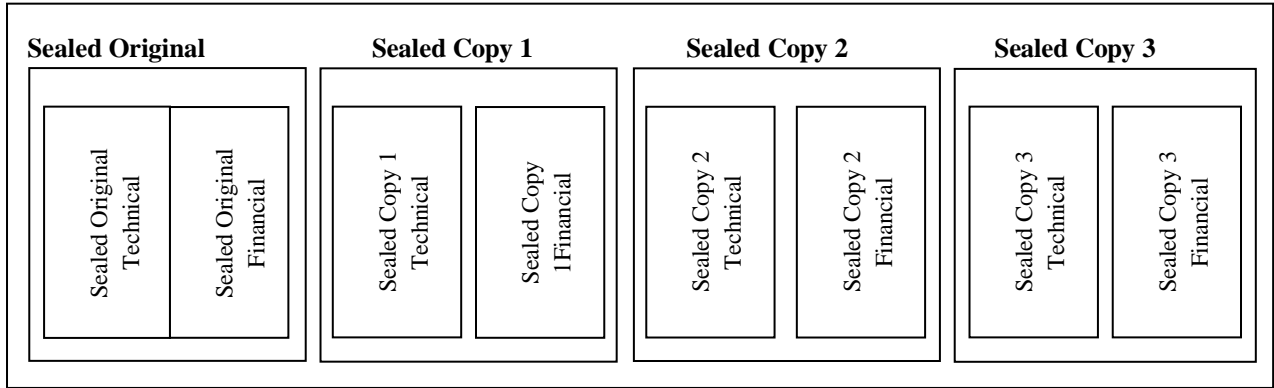 Sealed Original
Sealed Copy 1
Sealed Copy 2
Sealed Copy 3
Sealed Original
Technical
Sealed Original
Financial
Sealed Copy 1
Technical
Sealed Copy
1Financial
Sealed Copy 2
Technical
Sealed Copy 2
Financial
Sealed Copy 3
Technical
Sealed Copy 3
Financial